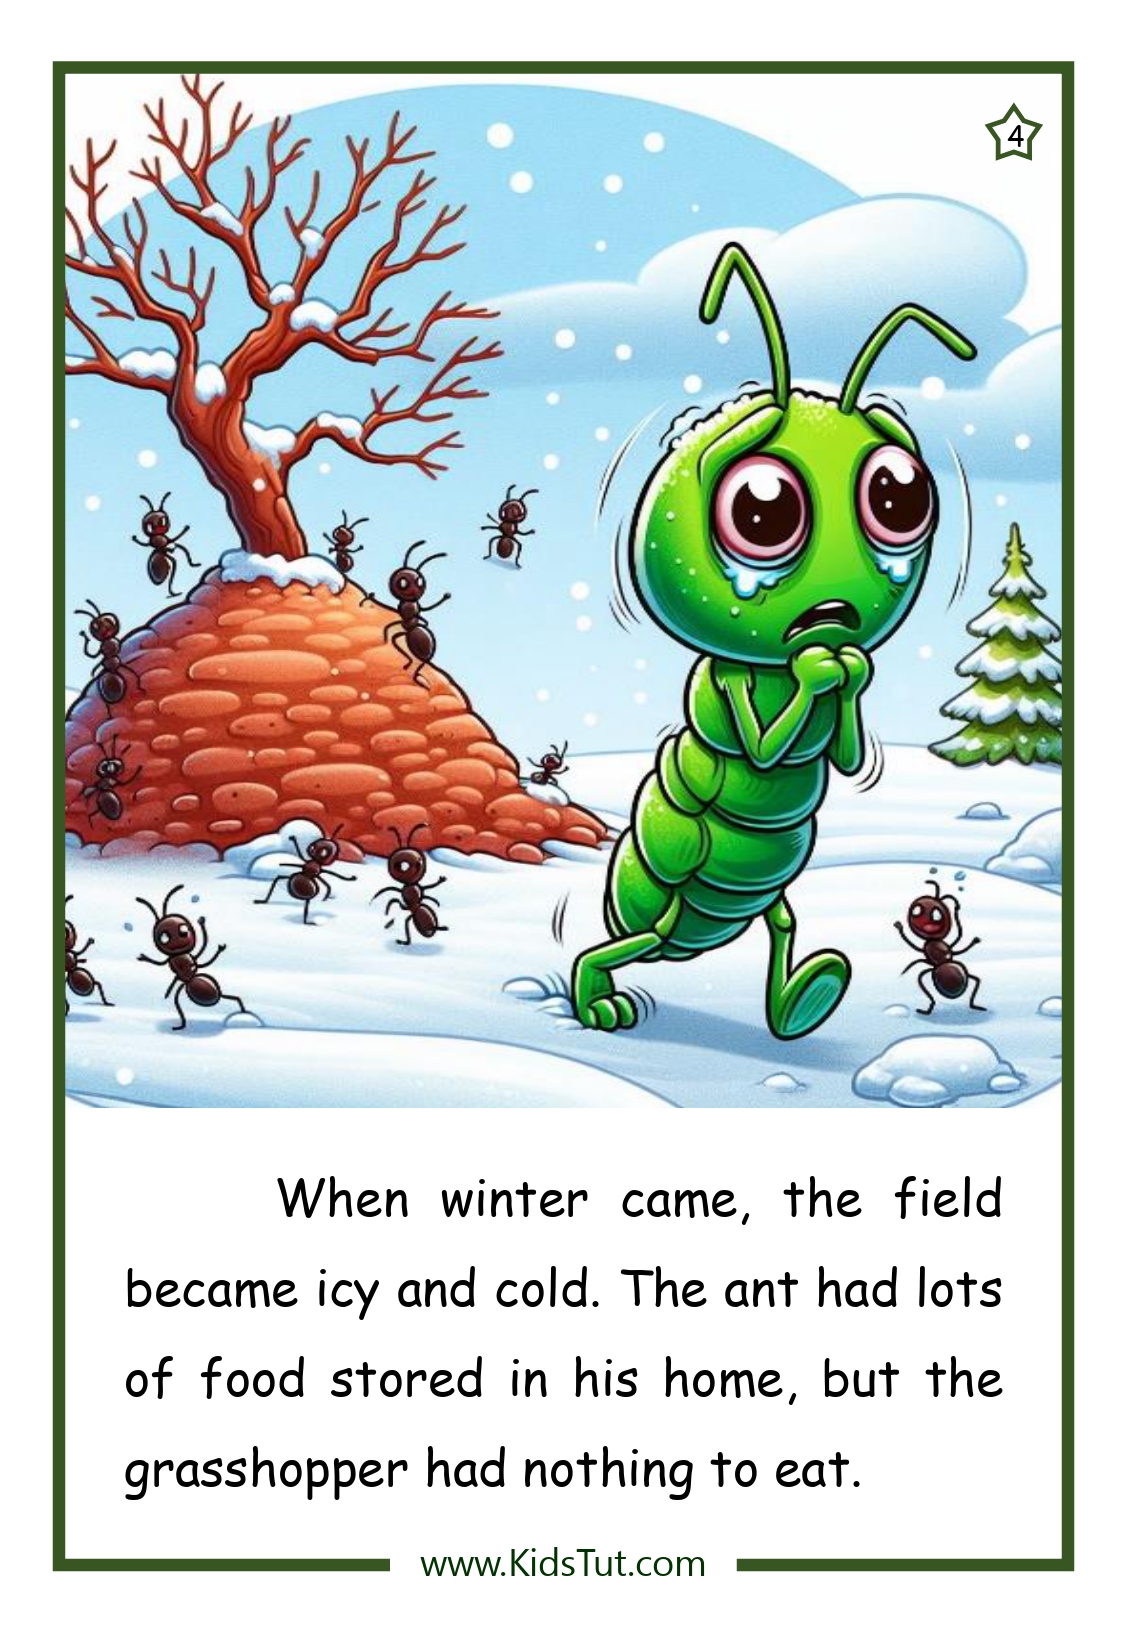 4
When winter came, the field
became icy and cold. The ant had lots
of food stored in his home, but the
grasshopper had nothing to eat.
www.KidsTut.com